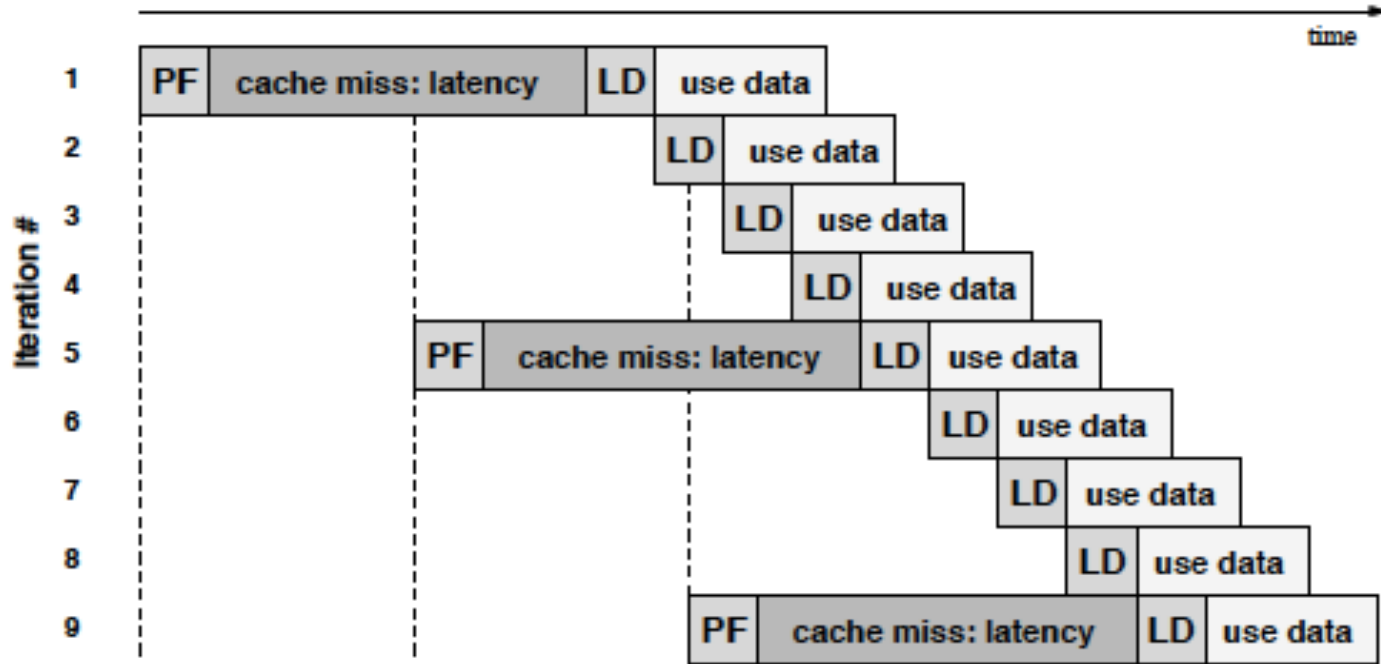 time
Iteration #
1 PF cache miss: latency LD use data
2 LD use data
3 LD use data
4 LD use data
5 PF cache miss: latency LD use data
6 LD use data
7 LD use data
8 LD use data
9 PF cache miss: latency LD use data